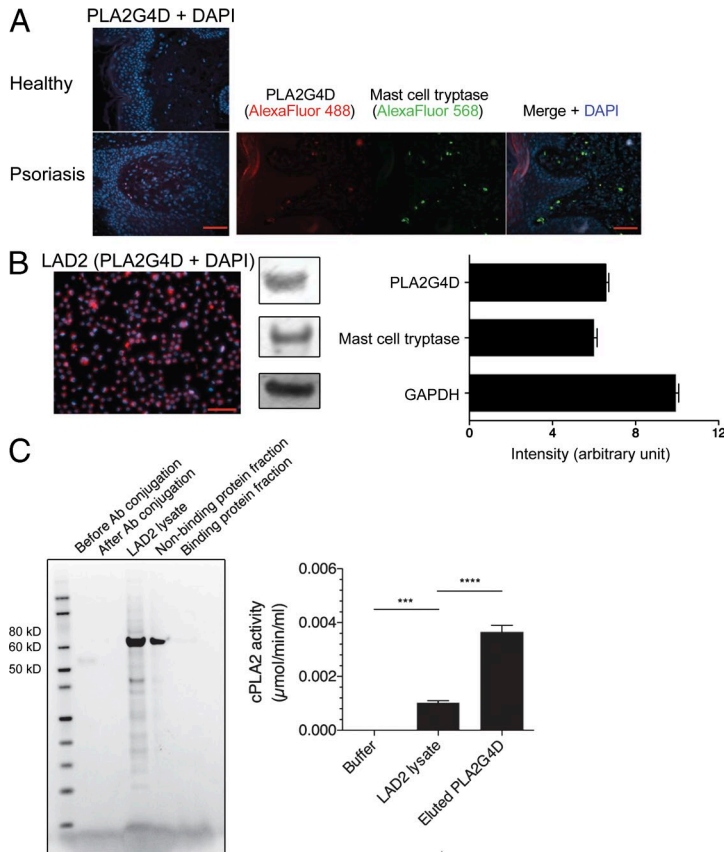 A
PLA2G4D + DAPI
Healthy
PLA2G4D
(AlexaFluor 488)
Mast cell tryptase
(AlexaFluor 568)
Merge + DAPI
Psoriasis
B
LAD2 (PLA2G4D + DAPI)
PLA2G4D
Mast cell tryptase
GAPDH
0 4 8 12
Intensity (arbitrary unit)
C
Before Ab conjugation
After Ab conjugation
LAD2 lysate
Non-binding protein fraction
Binding protein fraction
80 kD
60 kD
50 kD
cPLA2 activity
(µmol/min/ml)
0.006
0.004
0.002
0.000
***
****
Buffer
LAD2 lysate
Eluted PLA2G4D